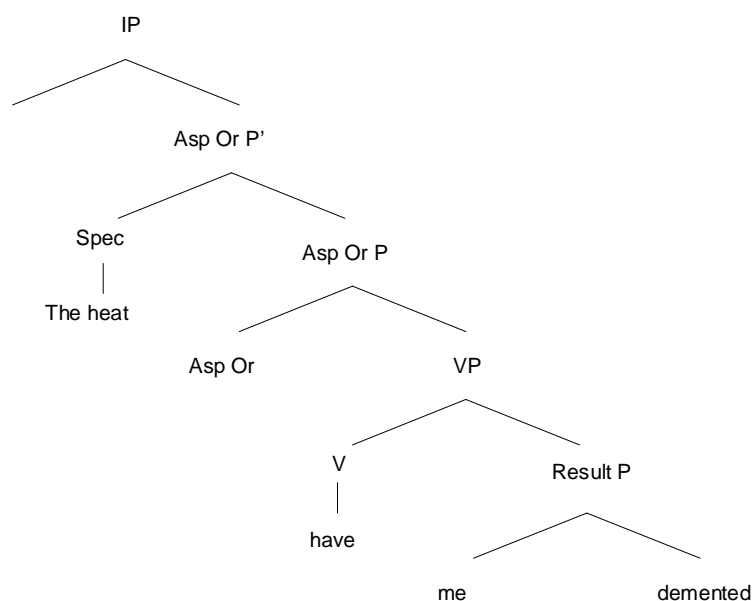 IP
Asp Or P'
Spec
Asp Or P
The heat
Asp Or
VP
V
Result P
have
me
demented